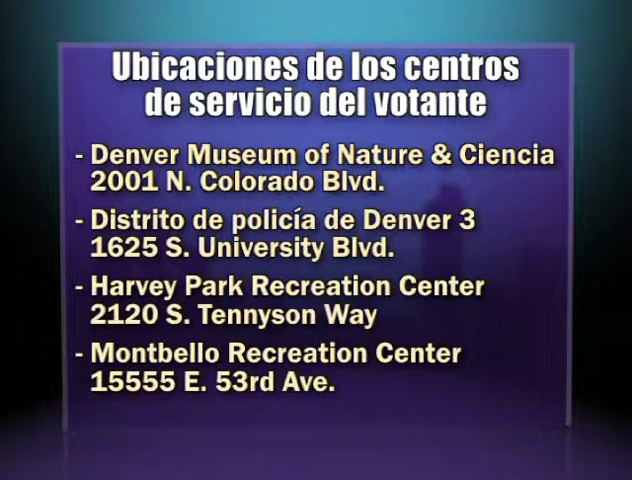 Ubicaciones de los centros
de servicio del votante
- Denver Museum of Nature & Ciencia
2001 N. Colorado Blvd.
- Distrito de policía de Denver 3
1625 S. University Blvd.
- Harvey Park Recreation Center
2120 S. Tennyson Way
- Montbello Recreation Center
15555 E. 53rd Ave.